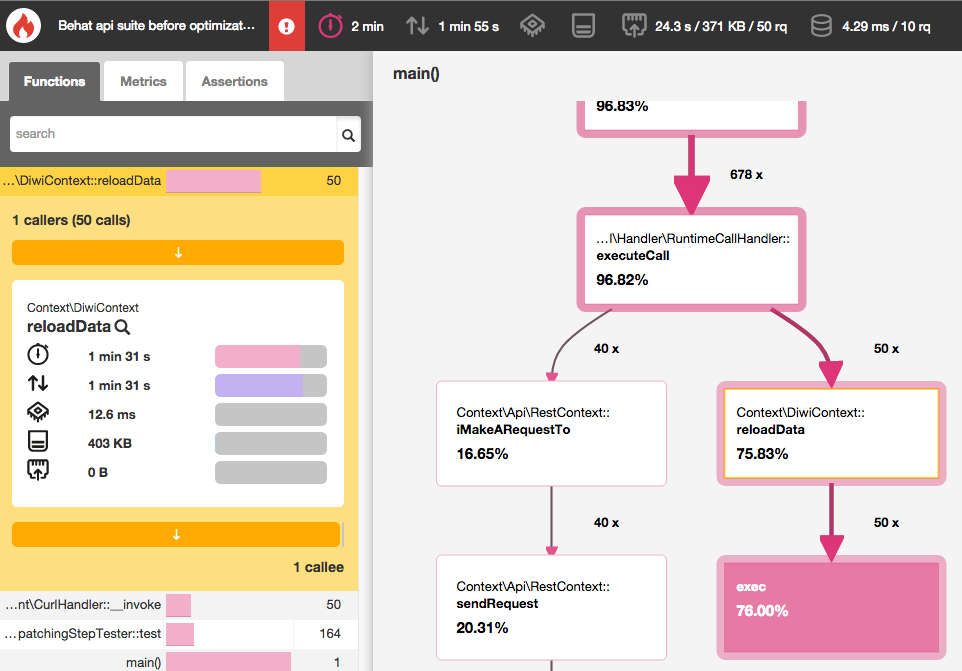 Behat api suite before optimizat...
2 min
1 min 55 s
24.3 s / 371 KB / 50 rq
4.29 ms / 10 rq
Functions
Metrics
Assertions
search
...\DiwiContext::reloadData 50
1 callers (50 calls)
↓
Context\DiwiContext
reloadData
1 min 31 s
1 min 31 s
12.6 ms
403 KB
0 B
↓
1 callee
...nt\CurlHandler::__invoke 50
...patchingStepTester::test 164
main() 1
main()
96.83%
678 x
...l\Handler\RuntimeCallHandler::
executeCall
96.82%
40 x
50 x
Context\Api\RestContext::
iMakeARequestTo
16.65%
Context\DiwiContext::
reloadData
75.83%
40 x
50 x
Context\Api\RestContext::
sendRequest
20.31%
exec
76.00%